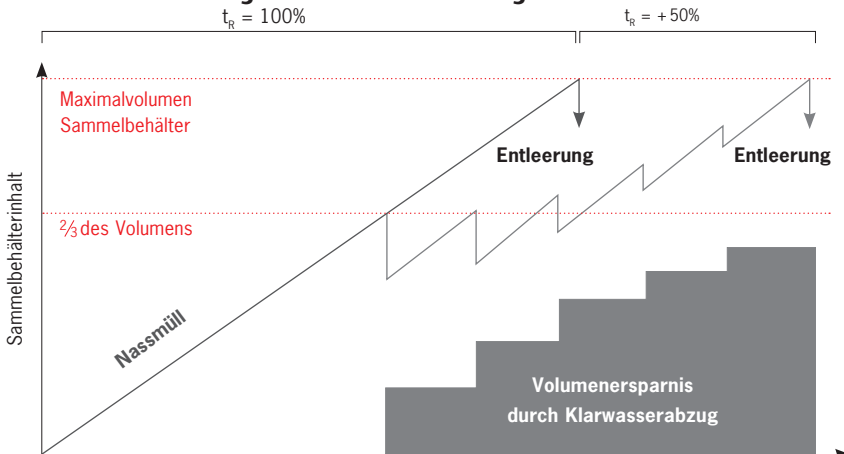 t_R = 100%
t_R = + 50%
Maximalvolumen
Sammelbehälter
Entleerung
Entleerung
Sammelbehälterinhalt
⅔ des Volumens
Nassmüll
Volumenersparnis
durch Klarwasserabzug